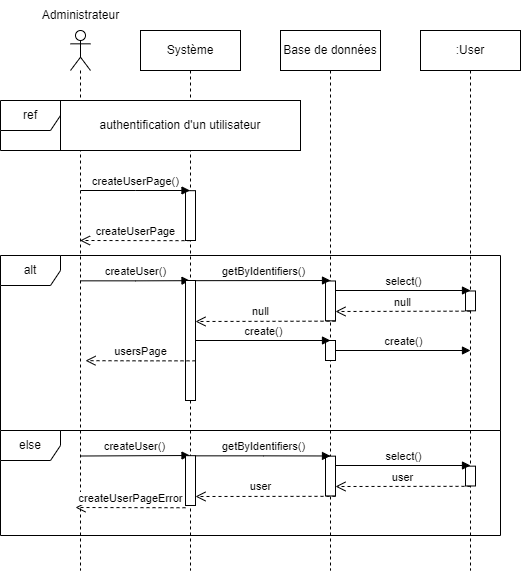 Administrateur
Système
Base de données
:User
ref
authentification d'un utilisateur
createUserPage()
createUserPage
alt
createUser()
getByIdentifiers()
select()
null
null
create()
create()
usersPage
else
createUser()
getByIdentifiers()
select()
user
user
createUserPageError